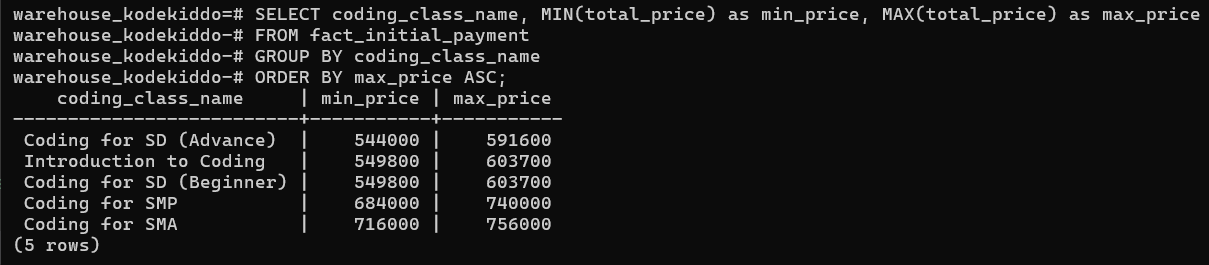 warehouse_kodekiddo=# SELECT coding_class_name, MIN(total_price) as min_price, MAX(total_price) as max_price
warehouse_kodekiddo-# FROM fact_initial_payment
warehouse_kodekiddo-# GROUP BY coding_class_name
warehouse_kodekiddo-# ORDER BY max_price ASC;
    coding_class_name     | min_price | max_price
--------------------------+-----------+-----------
 Coding for SD (Advance)  |    544000 |    591600
 Introduction to Coding   |    549800 |    603700
 Coding for SD (Beginner) |    549800 |    603700
 Coding for SMP           |    684000 |    740000
 Coding for SMA           |    716000 |    756000
(5 rows)